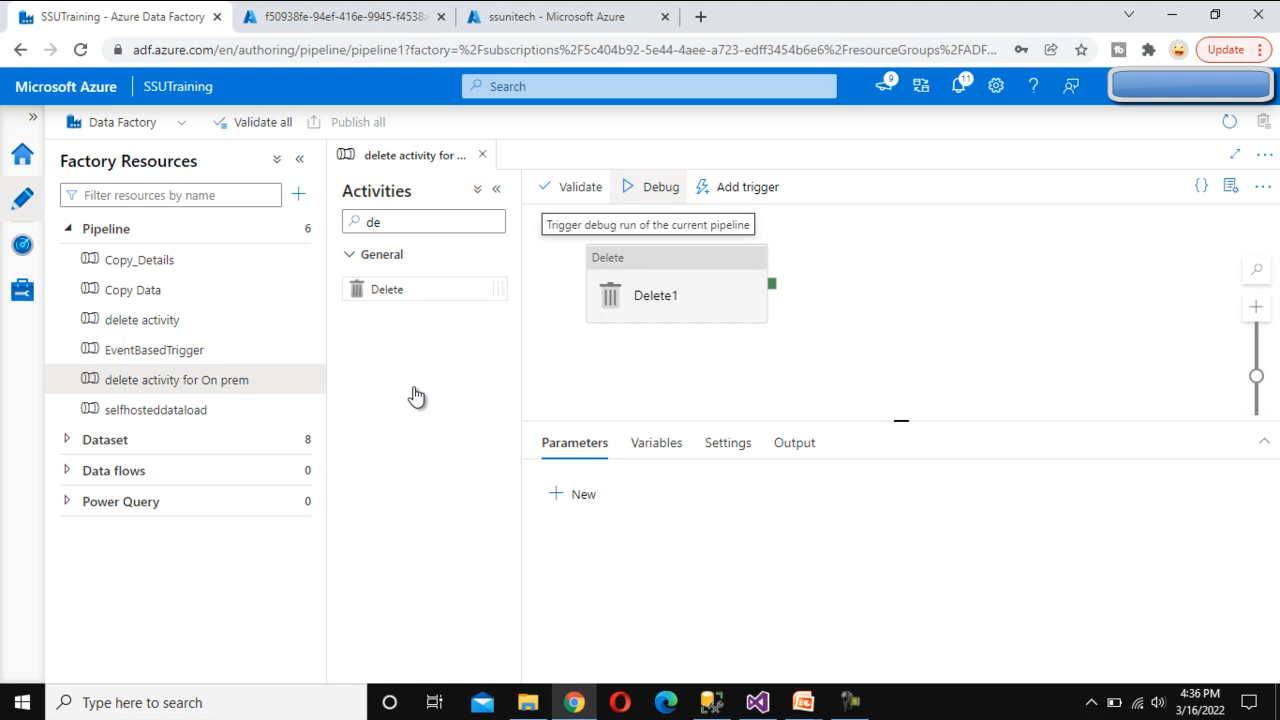 SSUTraining - Azure Data Factory
f50938fe-94ef-416e-9945-f4538a
ssunitech - Microsoft Azure
adf.azure.com/en/authoring/pipeline/pipeline1?factory=%2Fsubscriptions%2F5c404b92-5e44-4aee-a723-edff3454b6e6%2FresourceGroups%2FADF...
Update
Microsoft Azure
SSUTraining
Search
9
11
Data Factory
Validate all
Publish all
Factory Resources
Filter resources by name
Pipeline 6
Copy_Details
Copy Data
delete activity
EventBasedTrigger
delete activity for On prem
selfhosteddataload
Dataset 8
Data flows 0
Power Query 0
delete activity for ...
Activities
de
General
Delete
Validate
Debug
Add trigger
Trigger debug run of the current pipeline
Delete
Delete1
Parameters
Variables
Settings
Output
New
Type here to search
4:36 PM
3/16/2022